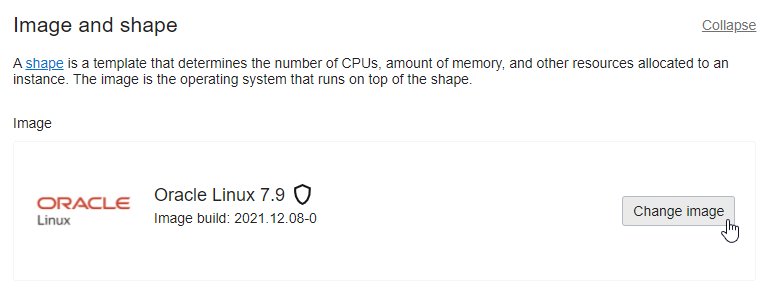 Image and shape
Collapse
A shape is a template that determines the number of CPUs, amount of memory, and other resources allocated to an
instance. The image is the operating system that runs on top of the shape.
Image
ORACLE
Linux
Oracle Linux 7.9
Image build: 2021.12.08-0
Change image